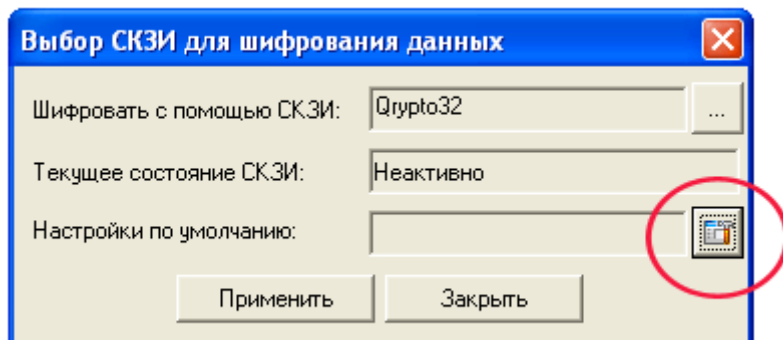 Выбор СКЗИ для шифрования данных
Шифровать с помощью СКЗИ: Qrypto32 ...
Текущее состояние СКЗИ: Неактивно
Настройки по умолчанию:
Применить Закрыть